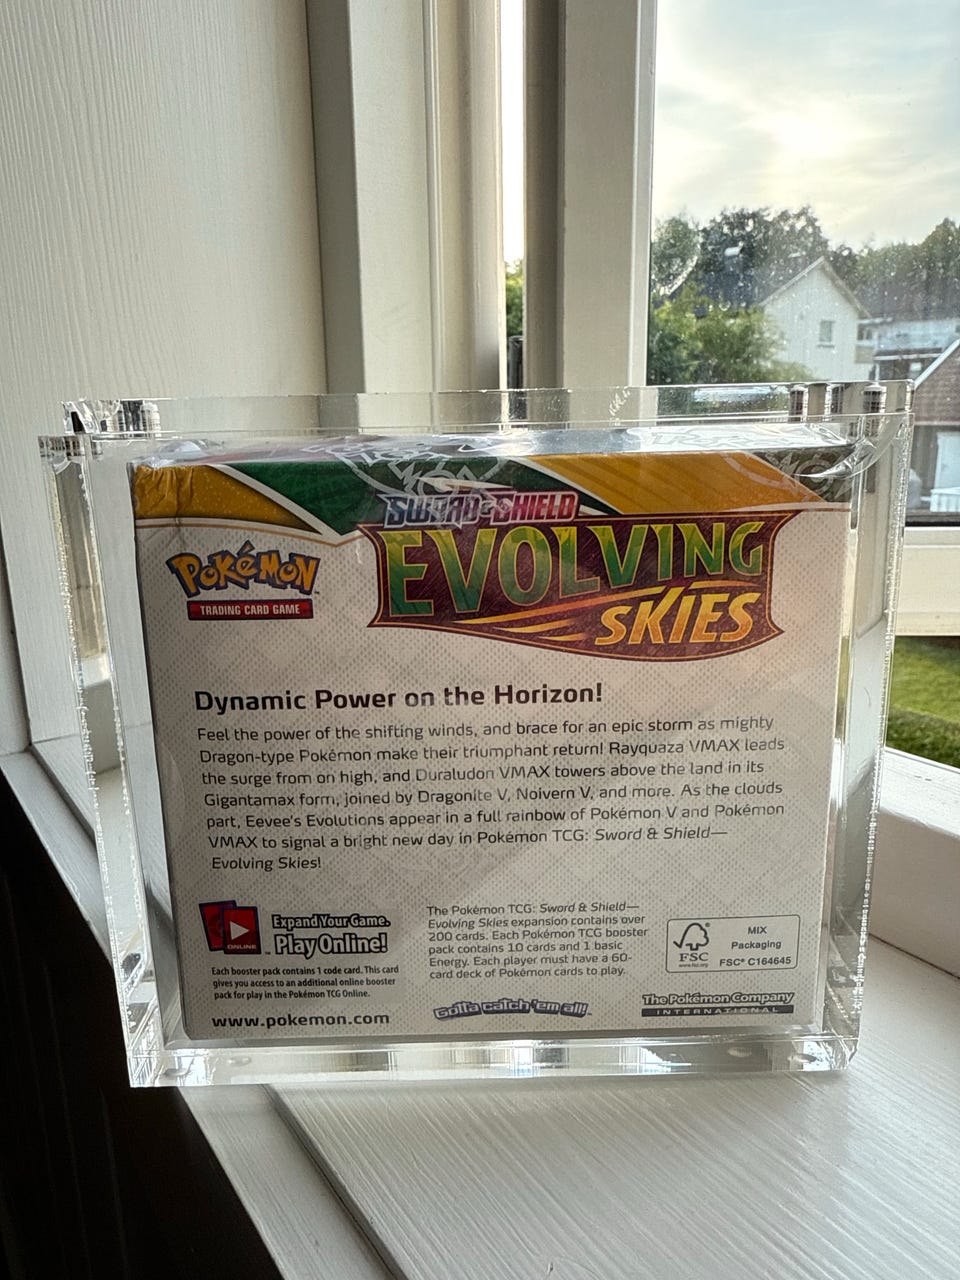 SWORD & SHIELD
EVOLVING
SKIES
POKéMON
TRADING CARD GAME
Dynamic Power on the Horizon!
Feel the power of the shifting winds, and brace for an epic storm as mighty
Dragon-type Pokémon make their triumphant return! Rayquaza VMAX leads
the surge from on high, and Duraludon VMAX towers above the land in its
Gigantamax form, joined by Dragonite V, Noivern V, and more. As the clouds
part, Eevee's Evolutions appear in a full rainbow of Pokémon V and Pokémon
VMAX to signal a bright new day in Pokémon TCG: Sword & Shield—
Evolving Skies!
ONLINE
Expand Your Game.
Play Online!
Each booster pack contains 1 code card. This card
gives you access to an additional online booster
pack for play in the Pokémon TCG Online.
www.pokemon.com
The Pokémon TCG: Sword & Shield—
Evolving Skies expansion contains over
200 cards. Each Pokémon TCG booster
pack contains 10 cards and 1 basic
Energy. Each player must have a 60-
card deck of Pokémon cards to play.
Gotta catch 'em all!™
FSC
www.fsc.org
MIX
Packaging
FSC® C164645
The Pokémon Company
INTERNATIONAL